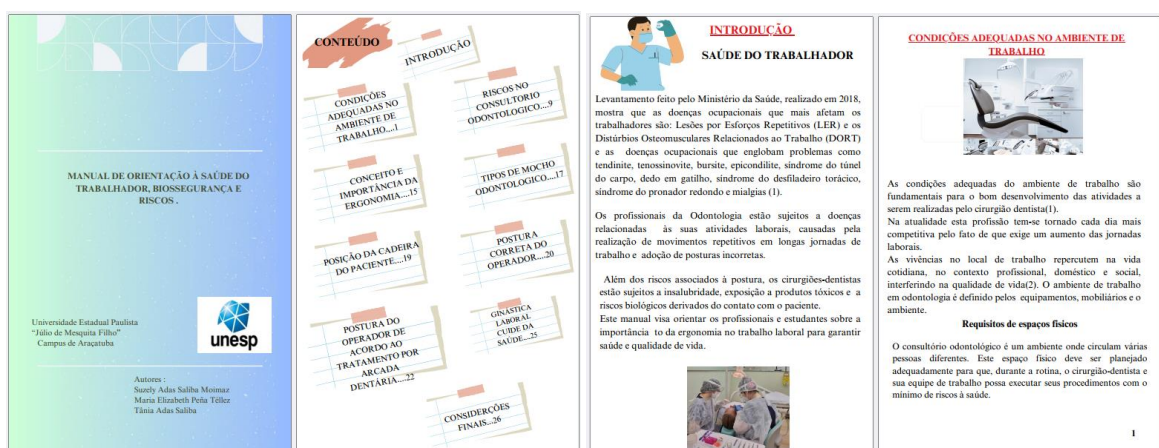 MANUAL DE ORIENTAÇÃO À SAÚDE DO
TRABALHADOR, BIOSSEGURANÇA E
RISCOS .
Universidade Estadual Paulista
"Júlio de Mesquita Filho"
Campos de Araçatuba
unesp
Autores :
Suzely Adas Saliba Moimaz
Maria Elizabeth Peña Téllez
Tânia Adas Saliba
CONTEÚDO
INTRODUÇÃO
CONDIÇÕES
ADEQUADAS NO
AMBIENTE DE
TRABALHO....1
RISCOS NO
CONSULTORIO
ODONTOLOGICO....9
CONCEITO E
IMPORTÂNCIA DA
ERGONOMIA....15
TIPOS DE MOCHO
ODONTOLOGICO....17
POSIÇÃO DA CADEIRA
DO PACIENTE....19
POSTURA
CORRETA DO
OPERADOR....20
POSTURA DO
OPERADOR DE
ACORDO AO
TRATAMENTO POR
ARCADA
DENTÁRIA....22
GINÁSTICA
LABORAL
CUIDE DA
SAÚDE....25
CONSIDERÇÕES
FINAIS...26
INTRODUÇÃO
SAÚDE DO TRABALHADOR
Levantamento feito pelo Ministério da Saúde, realizado em 2018,
mostra que as doenças ocupacionais que mais afetam os
trabalhadores são: Lesões por Esforços Repetitivos (LER) e os
Distúrbios Osteomusculares Relacionados ao Trabalho (DORT)
e as doenças ocupacionais que englobam problemas como
tendinite, tenossinovite, bursite, epicondilite, síndrome do túnel
do carpo, dedo em gatilho, síndrome do desfiladeiro torácico,
síndrome do pronador redondo e mialgias (1).
Os profissionais da Odontologia estão sujeitos a doenças
relacionadas às suas atividades laborais, causadas pela
realização de movimentos repetitivos em longas jornadas de
trabalho e adoção de posturas incorretas.
Além dos riscos associados à postura, os cirurgiões-dentistas
estão sujeitos a insalubridade, exposição a produtos tóxicos e a
riscos biológicos derivados do contato com o paciente.
Este manual visa orientar os profissionais e estudantes sobre a
importância to da ergonomia no trabalho laboral para garantir
saúde e qualidade de vida.
CONDIÇÕES ADEQUADAS NO AMBIENTE DE
TRABALHO
As condições adequadas do ambiente de trabalho são
fundamentais para o bom desenvolvimento das atividades a
serem realizadas pelo cirurgião dentista(1).
Na atualidade esta profissão tem-se tornado cada dia mais
competitiva pelo fato de que exige um aumento das jornadas
laborais.
As vivências no local de trabalho repercutem na vida
cotidiana, no contexto profissional, doméstico e social,
interferindo na qualidade de vida(2). O ambiente de trabalho
em odontologia é definido pelos equipamentos, mobiliários e o
ambiente.
Requisitos de espaços físicos
O consultório odontológico é um ambiente onde circulam várias
pessoas diferentes. Este espaço físico deve ser planejado
adequadamente para que, durante a rotina, o cirurgião-dentista e
sua equipe de trabalho possa executar seus procedimentos com o
mínimo de riscos à saúde.
1